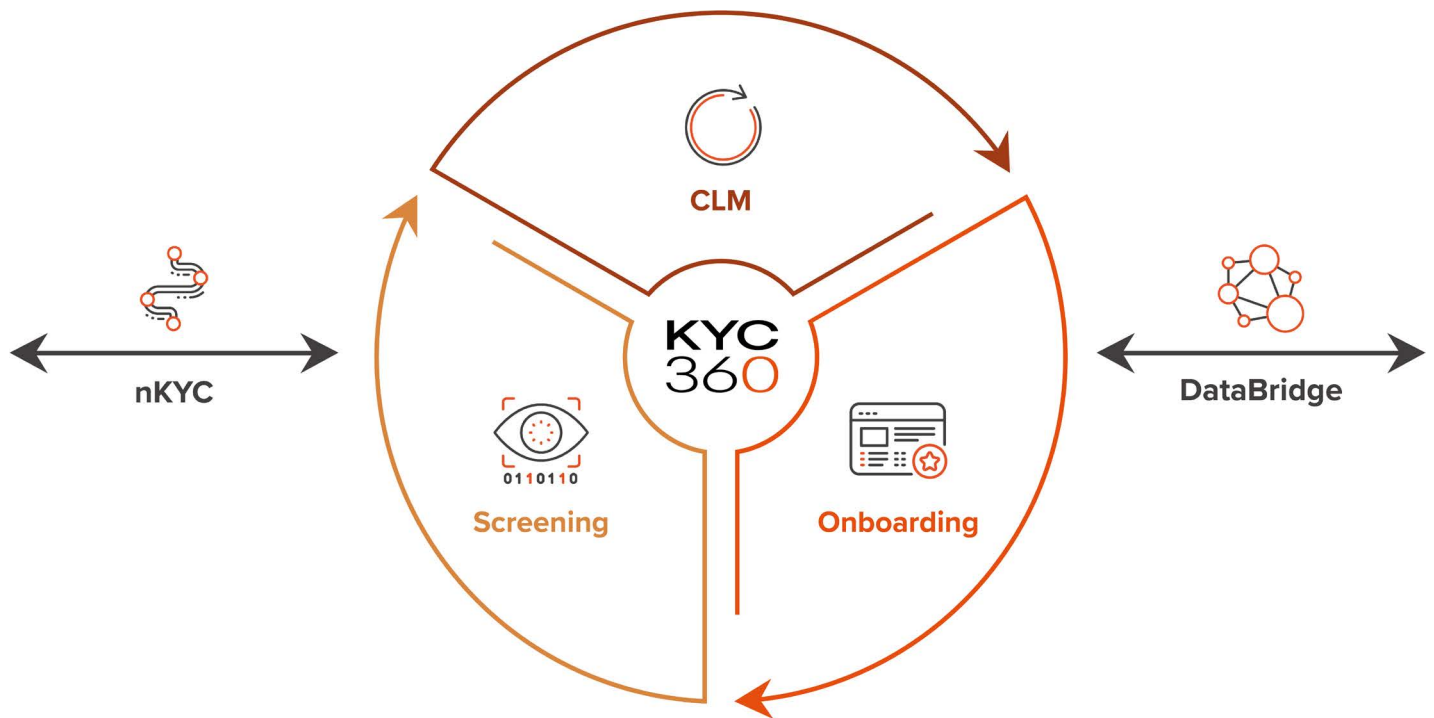 CLM
KYC
360
nKYC
DataBridge
0110110
Screening
Onboarding